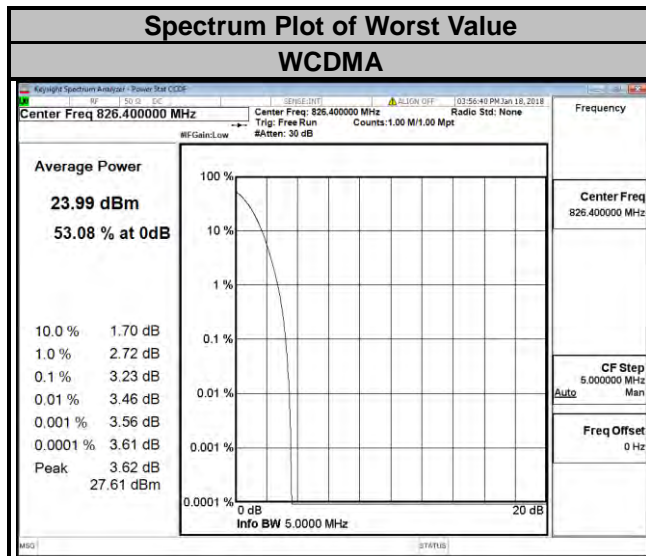 Spectrum Plot of Worst Value
WCDMA
Keysight Spectrum Analyzer - Power Stat CCDF
RF 50 Ω DC SENSE:INT ALIGN OFF 03:56:40 PM Jan 18, 2018
Center Freq 826.400000 MHz
Center Freq: 826.400000 MHz Radio Std: None
Trig: Free Run Counts:1.00 M/1.00 Mpt
#IFGain:Low #Atten: 30 dB
Frequency
Average Power
23.99 dBm
53.08 % at 0dB
10.0 % 1.70 dB
1.0 % 2.72 dB
0.1 % 3.23 dB
0.01 % 3.46 dB
0.001 % 3.56 dB
0.0001 % 3.61 dB
Peak 3.62 dB
27.61 dBm
100 %
10 %
1 %
0.1 %
0.01 %
0.001 %
0.0001 %
0 dB 20 dB
Info BW 5.0000 MHz
Center Freq
826.400000 MHz
CF Step
5.000000 MHz
Auto Man
Freq Offset
0 Hz
MSG STATUS